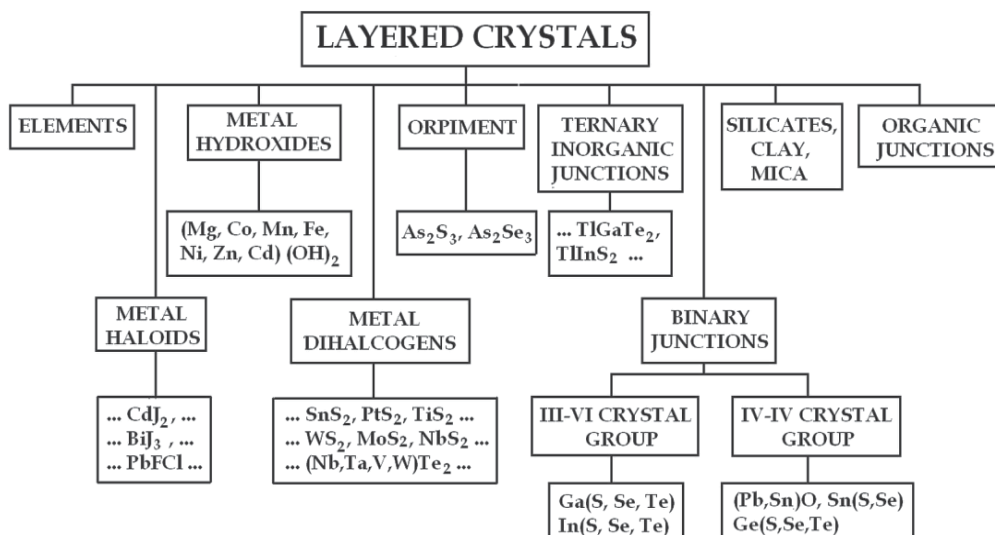 LAYERED CRYSTALS
ELEMENTS
METAL
HYDROXIDES
ORPIMENT
TERNARY
INORGANIC
JUNCTIONS
SILICATES,
CLAY,
MICA
ORGANIC
JUNCTIONS
(Mg, Co, Mn, Fe,
Ni, Zn, Cd) (OH)₂
As₂S₃, As₂Se₃
... TlGaTe₂,
TlInS₂ ...
METAL
HALOIDS
METAL
DIHALCOGENS
BINARY
JUNCTIONS
... CdJ₂, ...
... BiJ₃ , ...
... PbFCl ...
... SnS₂, PtS₂, TiS₂ ...
... WS₂, MoS₂, NbS₂ ...
... (Nb,Ta,V,W)Te₂ ...
III-VI CRYSTAL
GROUP
IV-IV CRYSTAL
GROUP
Ga(S, Se, Te)
In(S, Se, Te)
(Pb,Sn)O, Sn(S,Se)
Ge(S,Se,Te)